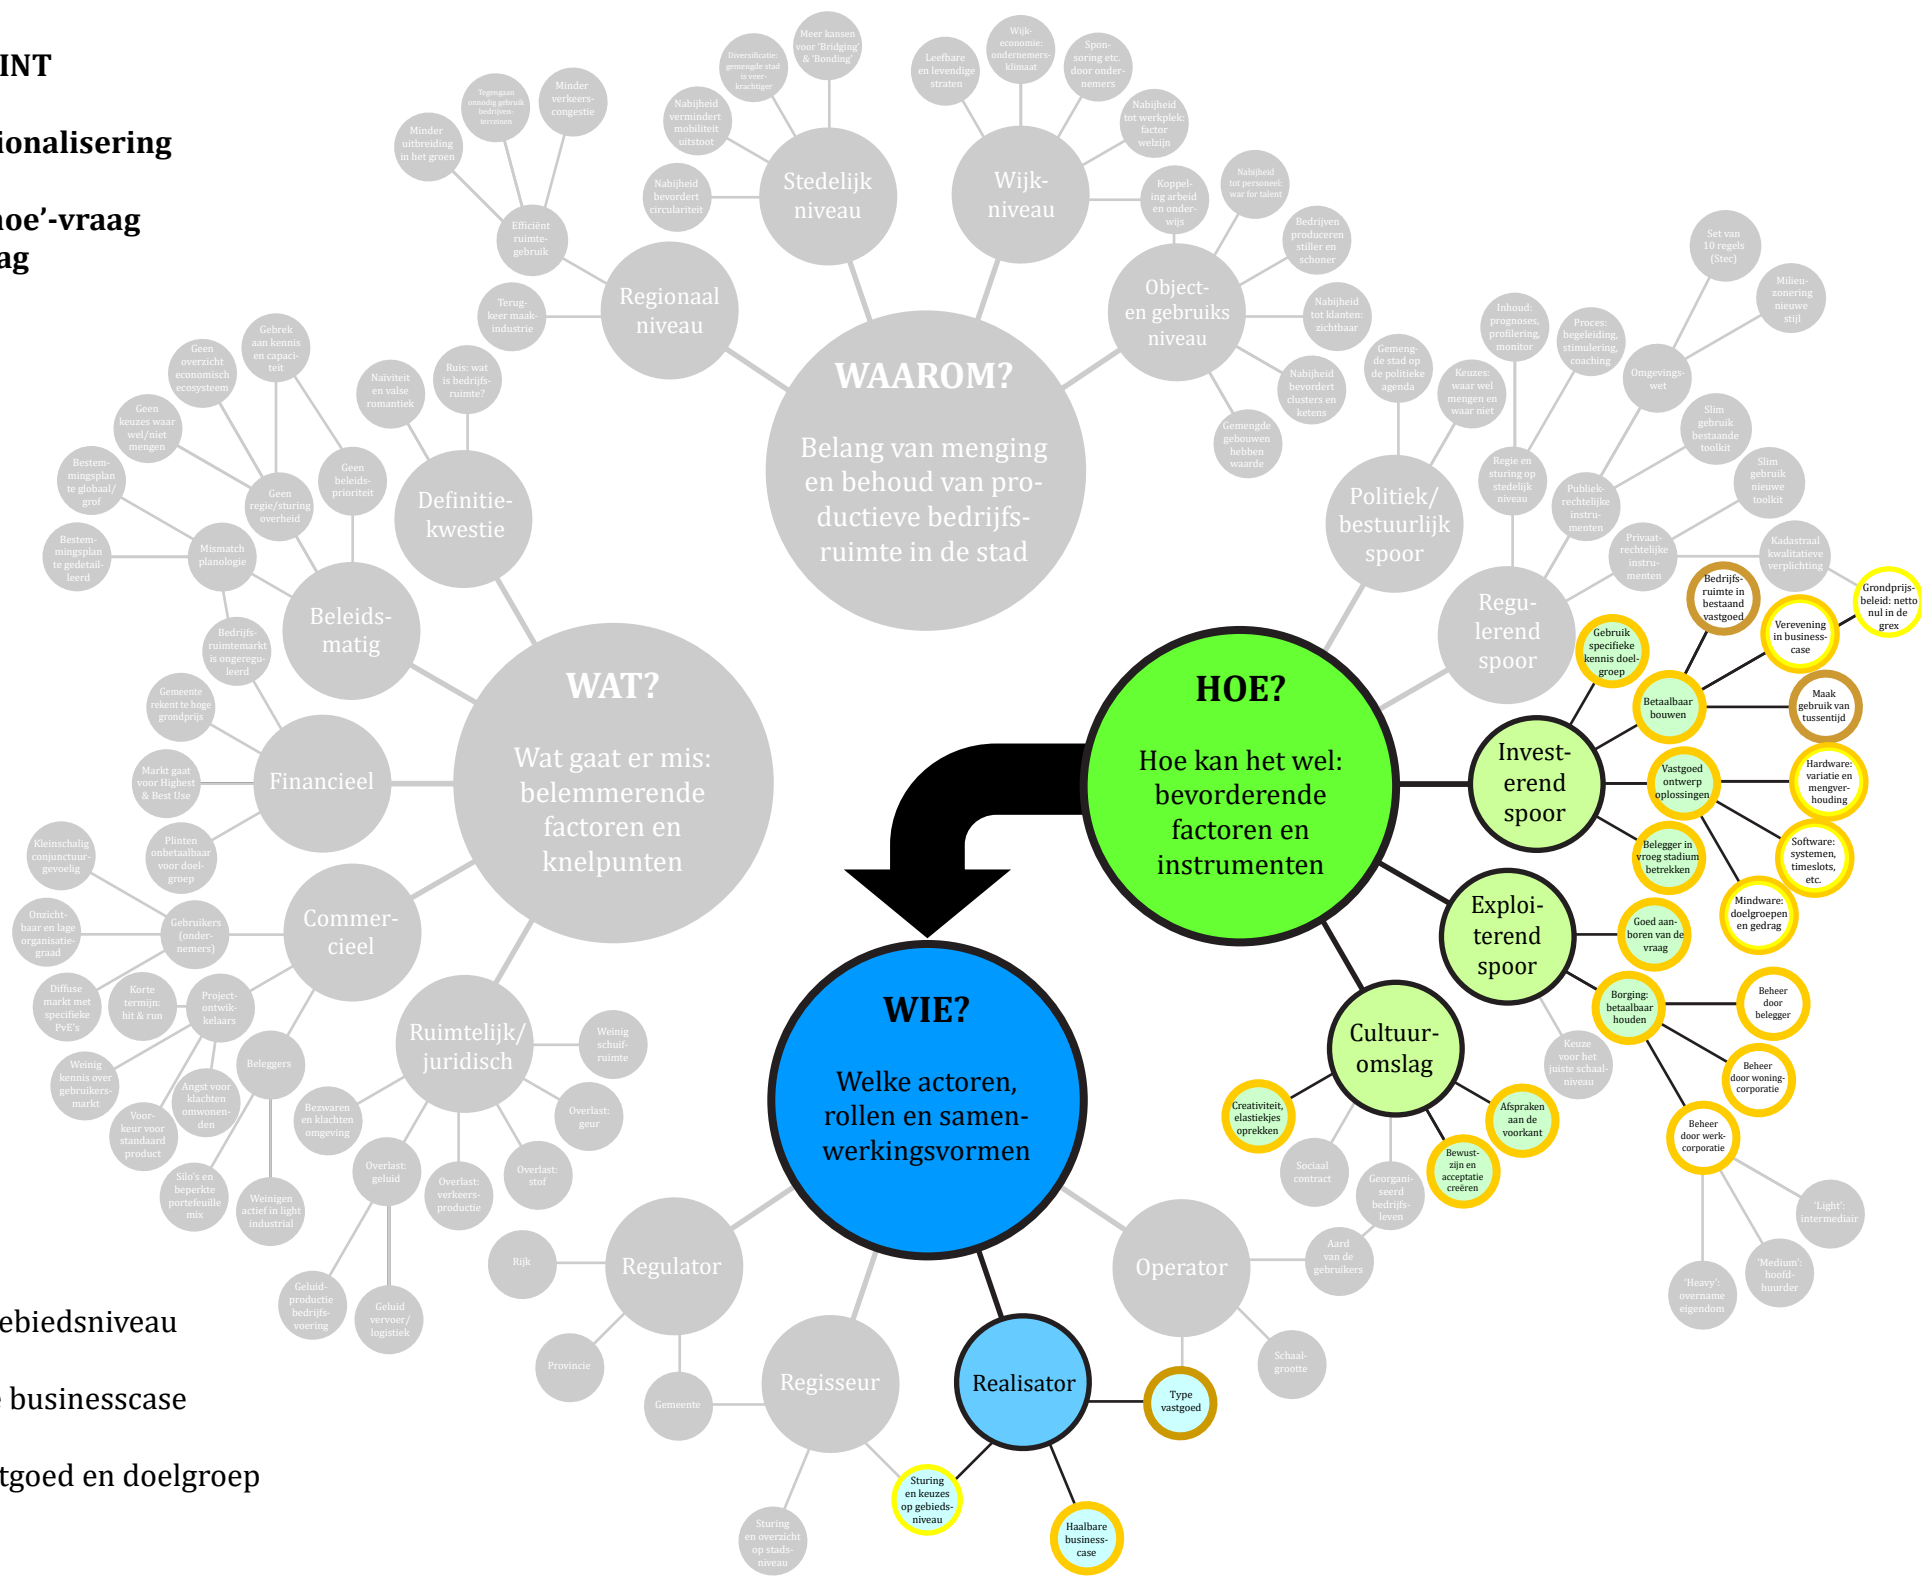 INT
ionalisering
hoe'-vraag
ag
ebiedsniveau
e businesscase
tgoed en doelgroep
WAAROM?
Belang van menging
en behoud van pro-
ductieve bedrijfs-
ruimte in de stad
Regionaal
niveau
Efficiënt
ruimte-
gebruik
Minder
uitbreiding
in het groen
Tegengaan
onnodig gebruik
bedrijven-
terreinen
Minder
verkeers-
congestie
Terug-
keer maak-
industrie
Stedelijk
niveau
Nabijheid
bevordert
circulariteit
Nabijheid
vermindert
mobiliteit
uitstoot
Diversificatie:
gemengde stad
is veer-
krachtiger
Meer kansen
voor 'Bridging'
& 'Bonding'
Wijk-
niveau
Leefbare
en levendige
straten
Wijk-
economie:
ondernemers-
klimaat
Spon-
soring etc.
door onder-
nemers
Nabijheid
tot werkplek:
factor
welzijn
Koppel-
ing arbeid
en onder-
wijs
Object-
en gebruiks
niveau
Nabijheid
tot personeel:
war for talent
Bedrijven
produceren
stiller en
schoner
Nabijheid
tot klanten:
zichtbaar
Nabijheid
bevordert
clusters en
ketens
Gemengde
gebouwen
hebben
waarde
WAT?
Wat gaat er mis:
belemmerende
factoren en
knelpunten
Definitie-
kwestie
Naïviteit
en valse
romantiek
Ruis: wat
is bedrijfs-
ruimte?
Beleids-
matig
Geen
beleids-
prioriteit
Geen
regie/sturing
overheid
Gebrek
aan kennis
en capaci-
teit
Geen
overzicht
economisch
ecosysteem
Geen
keuzes waar
wel/niet
mengen
Mismatch
planologie
Bestem-
mingsplan
te globaal/
grof
Bestem-
mingsplan
te gedetail-
leerd
Bedrijfs-
ruimtemarkt
is ongeregu-
leerd
Financieel
Gemeente
rekent te hoge
grondprijs
Markt gaat
voor Highest
& Best Use
Plinten
onbetaalbaar
voor doel-
groep
Commer-
cieel
Gebruikers
(onder-
nemers)
Kleinschalig
conjunctuur-
gevoelig
Onzicht-
baar en lage
organisatie-
graad
Diffuse
markt met
specifieke
PvE's
Project-
ontwik-
kelaars
Korte
termijn:
hit & run
Weinig
kennis over
gebruikers-
markt
Voor-
keur voor
standaard
product
Angst voor
klachten
omwonen-
den
Beleggers
Silo's en
beperkte
portefeuille
mix
Weinigen
actief in light
industrial
Ruimtelijk/
juridisch
Weinig
schuif-
ruimte
Bezwaren
en klachten
omgeving
Overlast:
geur
Overlast:
stof
Overlast:
verkeers-
productie
Overlast:
geluid
Geluid-
productie
bedrijfs-
voering
Geluid
vervoer/
logistiek
HOE?
Hoe kan het wel:
bevorderende
factoren en
instrumenten
Politiek/
bestuurlijk
spoor
Gemeng-
de stad op
de politieke
agenda
Keuzes:
waar wel
mengen en
waar niet
Regu-
lerend
spoor
Regie en
sturing op
stedelijk
niveau
Inhoud:
prognoses,
profilering,
monitor
Proces:
begeleiding,
stimulering,
coaching
Publiek-
rechtelijke
instru-
menten
Omgevings-
wet
Set van
10 regels
(Stec)
Milieu-
zonering
nieuwe
stijl
Slim
gebruik
bestaande
toolkit
Privaat-
rechtelijke
instru-
menten
Slim
gebruik
nieuwe
toolkit
Kadastraal
kwalitatieve
verplichting
Grondprijs-
beleid: netto
nul in de
grex
Invest-
erend
spoor
Gebruik
specifieke
kennis doel-
groep
Betaalbaar
bouwen
Bedrijfs-
ruimte in
bestaand
vastgoed
Verevening
in business-
case
Maak
gebruik van
tussentijd
Vastgoed
ontwerp
oplossingen
Hardware:
variatie en
mengver-
houding
Software:
systemen,
timeslots,
etc.
Mindware:
doelgroepen
en gedrag
Belegger in
vroeg stadium
betrekken
Exploi-
terend
spoor
Goed aan-
boren van de
vraag
Borging:
betaalbaar
houden
Beheer
door
belegger
Beheer
door woning-
corporatie
Beheer
door werk-
corporatie
'Light':
intermediair
'Medium':
hoofd-
huurder
'Heavy':
overname
eigendom
Keuze
voor het
juiste schaal-
niveau
Cultuur-
omslag
Creativiteit,
elastiekjes
oprekken
Sociaal
contract
Georgani-
seerd
bedrijfs-
leven
Bewust-
zijn en
acceptatie
creëren
Afspraken
aan de
voorkant
WIE?
Welke actoren,
rollen en samen-
werkingsvormen
Regulator
Rijk
Provincie
Gemeente
Regisseur
Sturing
en overzicht
op stads-
niveau
Sturing
en keuzes
op gebieds-
niveau
Realisator
Haalbare
business-
case
Type
vastgoed
Operator
Aard
van de
gebruikers
Schaal-
grootte